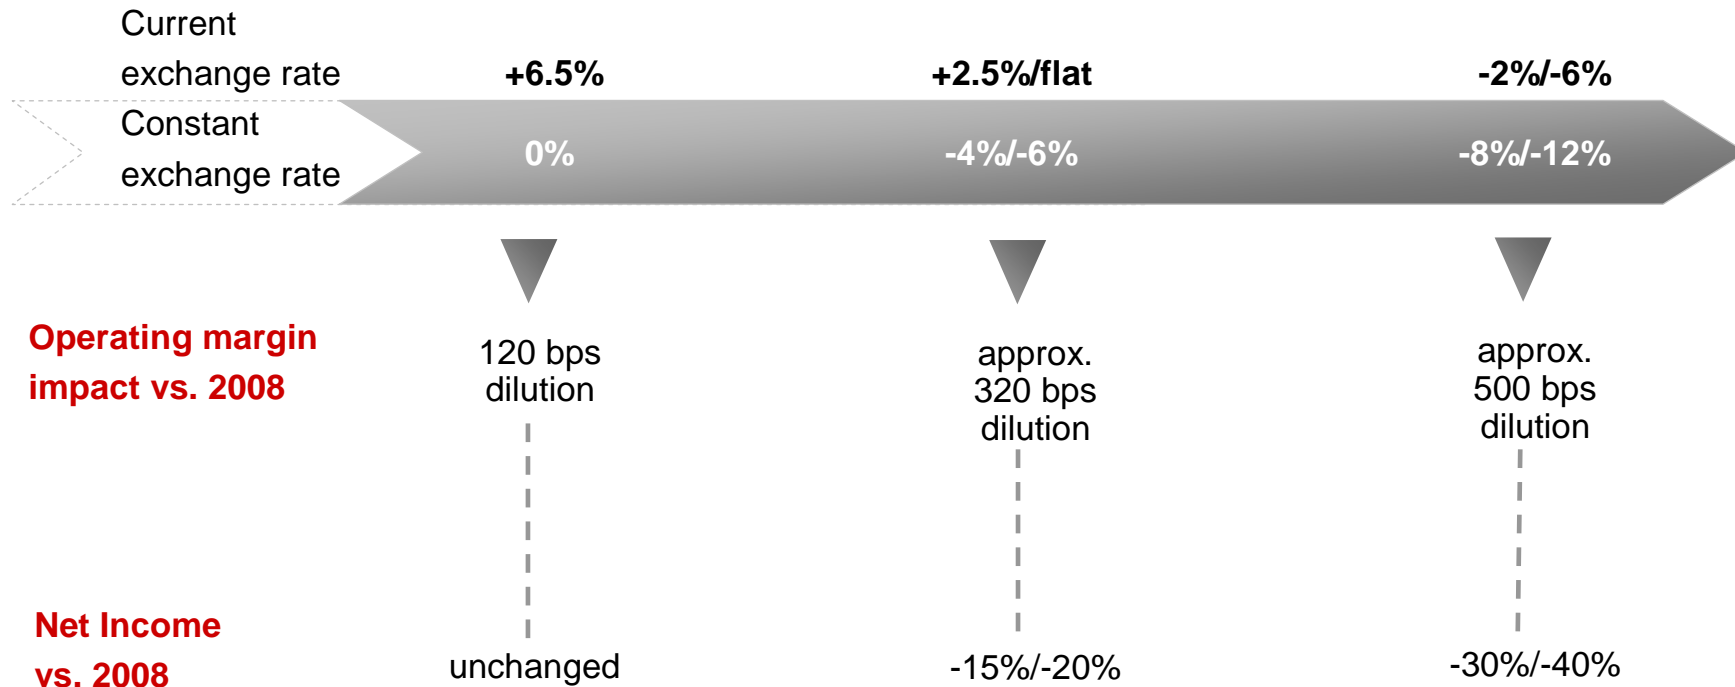 Current
exchange rate +6.5% +2.5%/flat -2%/-6%
Constant
exchange rate 0% -4%/-6% -8%/-12%
Operating margin
impact vs. 2008
120 bps
dilution
approx.
320 bps
dilution
approx.
500 bps
dilution
Net Income
vs. 2008
unchanged
-15%/-20%
-30%/-40%